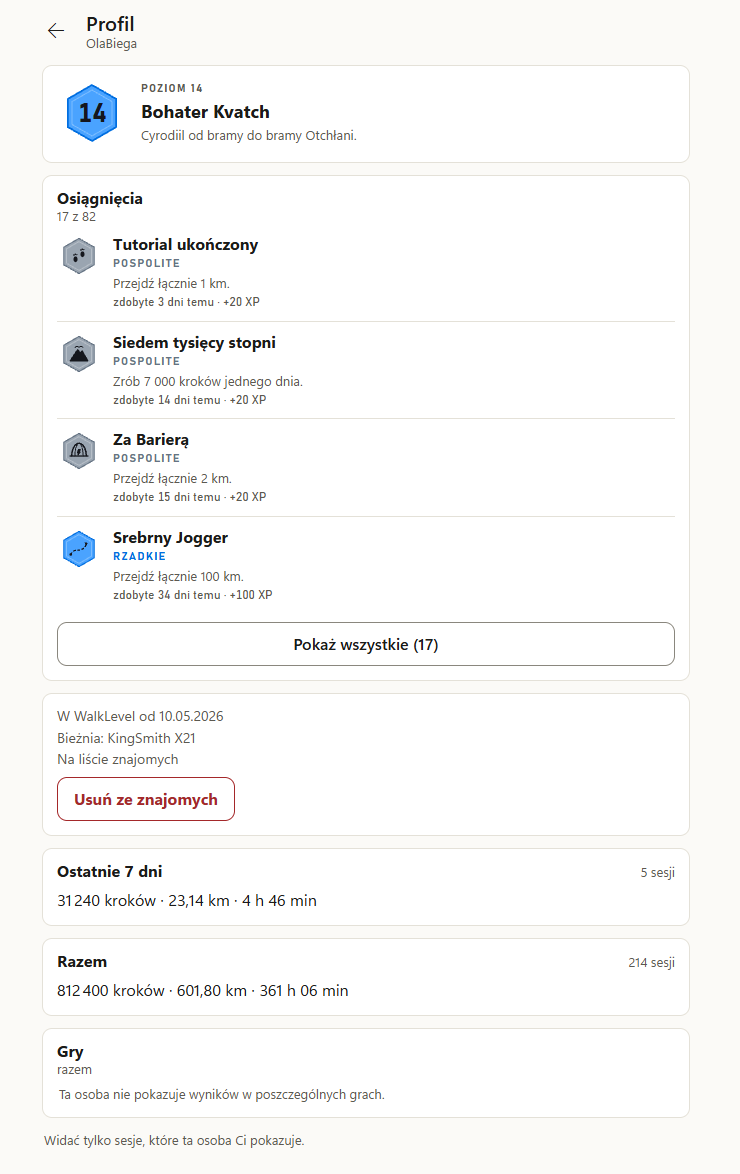 Profil
OlaBiega
14
POZIOM 14
Bohater Kvatch
Cyrodiil od bramy do bramy Otchłani.
Osiągnięcia
17 z 82
Tutorial ukończony
POSPOLITE
Przejdź łącznie 1 km.
zdobyte 3 dni temu · +20 XP
Siedem tysięcy stopni
POSPOLITE
Zrób 7 000 kroków jednego dnia.
zdobyte 14 dni temu · +20 XP
Za Barierą
POSPOLITE
Przejdź łącznie 2 km.
zdobyte 15 dni temu · +20 XP
Srebrny Jogger
RZADKIE
Przejdź łącznie 100 km.
zdobyte 34 dni temu · +100 XP
Pokaż wszystkie (17)
W WalkLevel od 10.05.2026
Bieżnia: KingSmith X21
Na liście znajomych
Usuń ze znajomych
Ostatnie 7 dni
5 sesji
31 240 kroków · 23,14 km · 4 h 46 min
Razem
214 sesji
812 400 kroków · 601,80 km · 361 h 06 min
Gry
razem
Ta osoba nie pokazuje wyników w poszczególnych grach.
Widać tylko sesje, które ta osoba Ci pokazuje.